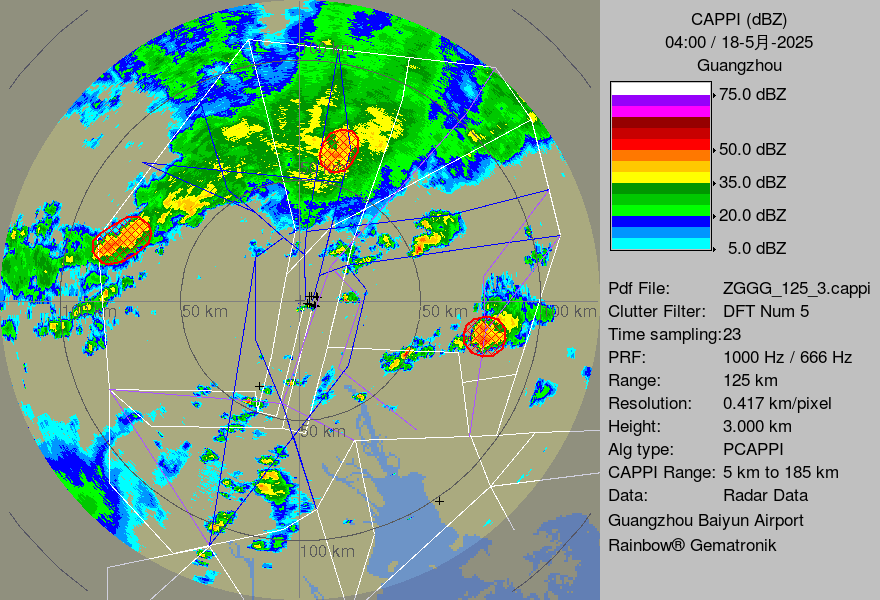 CAPPI (dBZ)
04:00 / 18-5月-2025
Guangzhou
75.0 dBZ
50.0 dBZ
35.0 dBZ
20.0 dBZ
5.0 dBZ
Pdf File: ZGGG_125_3.cappi
Clutter Filter: DFT Num 5
Time sampling:23
PRF: 1000 Hz / 666 Hz
Range: 125 km
Resolution: 0.417 km/pixel
Height: 3.000 km
Alg type: PCAPPI
CAPPI Range: 5 km to 185 km
Data: Radar Data
Guangzhou Baiyun Airport
Rainbow® Gematronik
50 km
50 km
50 km
100 km